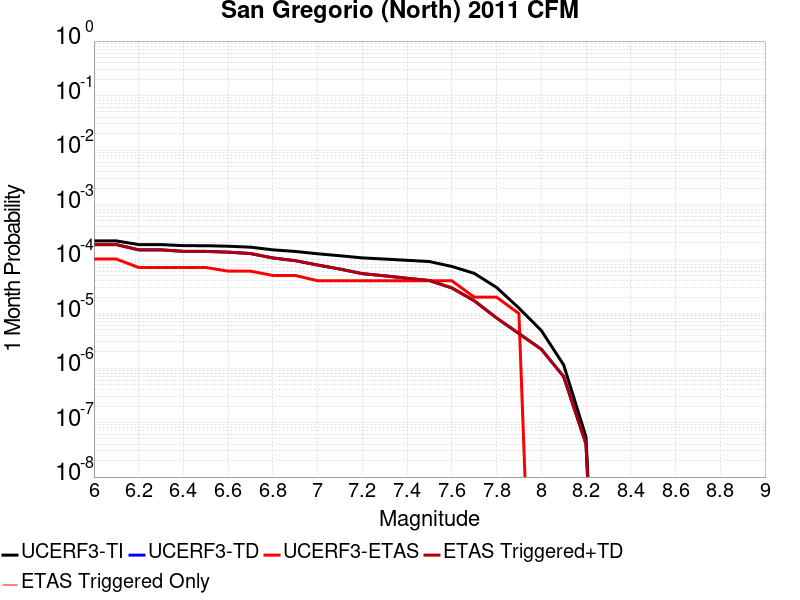 San Gregorio (North) 2011 CFM
10^0
10^-1
10^-2
10^-3
10^-4
10^-5
10^-6
10^-7
10^-8
1 Month Probability
6 6.2 6.4 6.6 6.8 7 7.2 7.4 7.6 7.8 8 8.2 8.4 8.6 8.8 9
Magnitude
UCERF3-TI UCERF3-TD UCERF3-ETAS ETAS Triggered+TD
ETAS Triggered Only